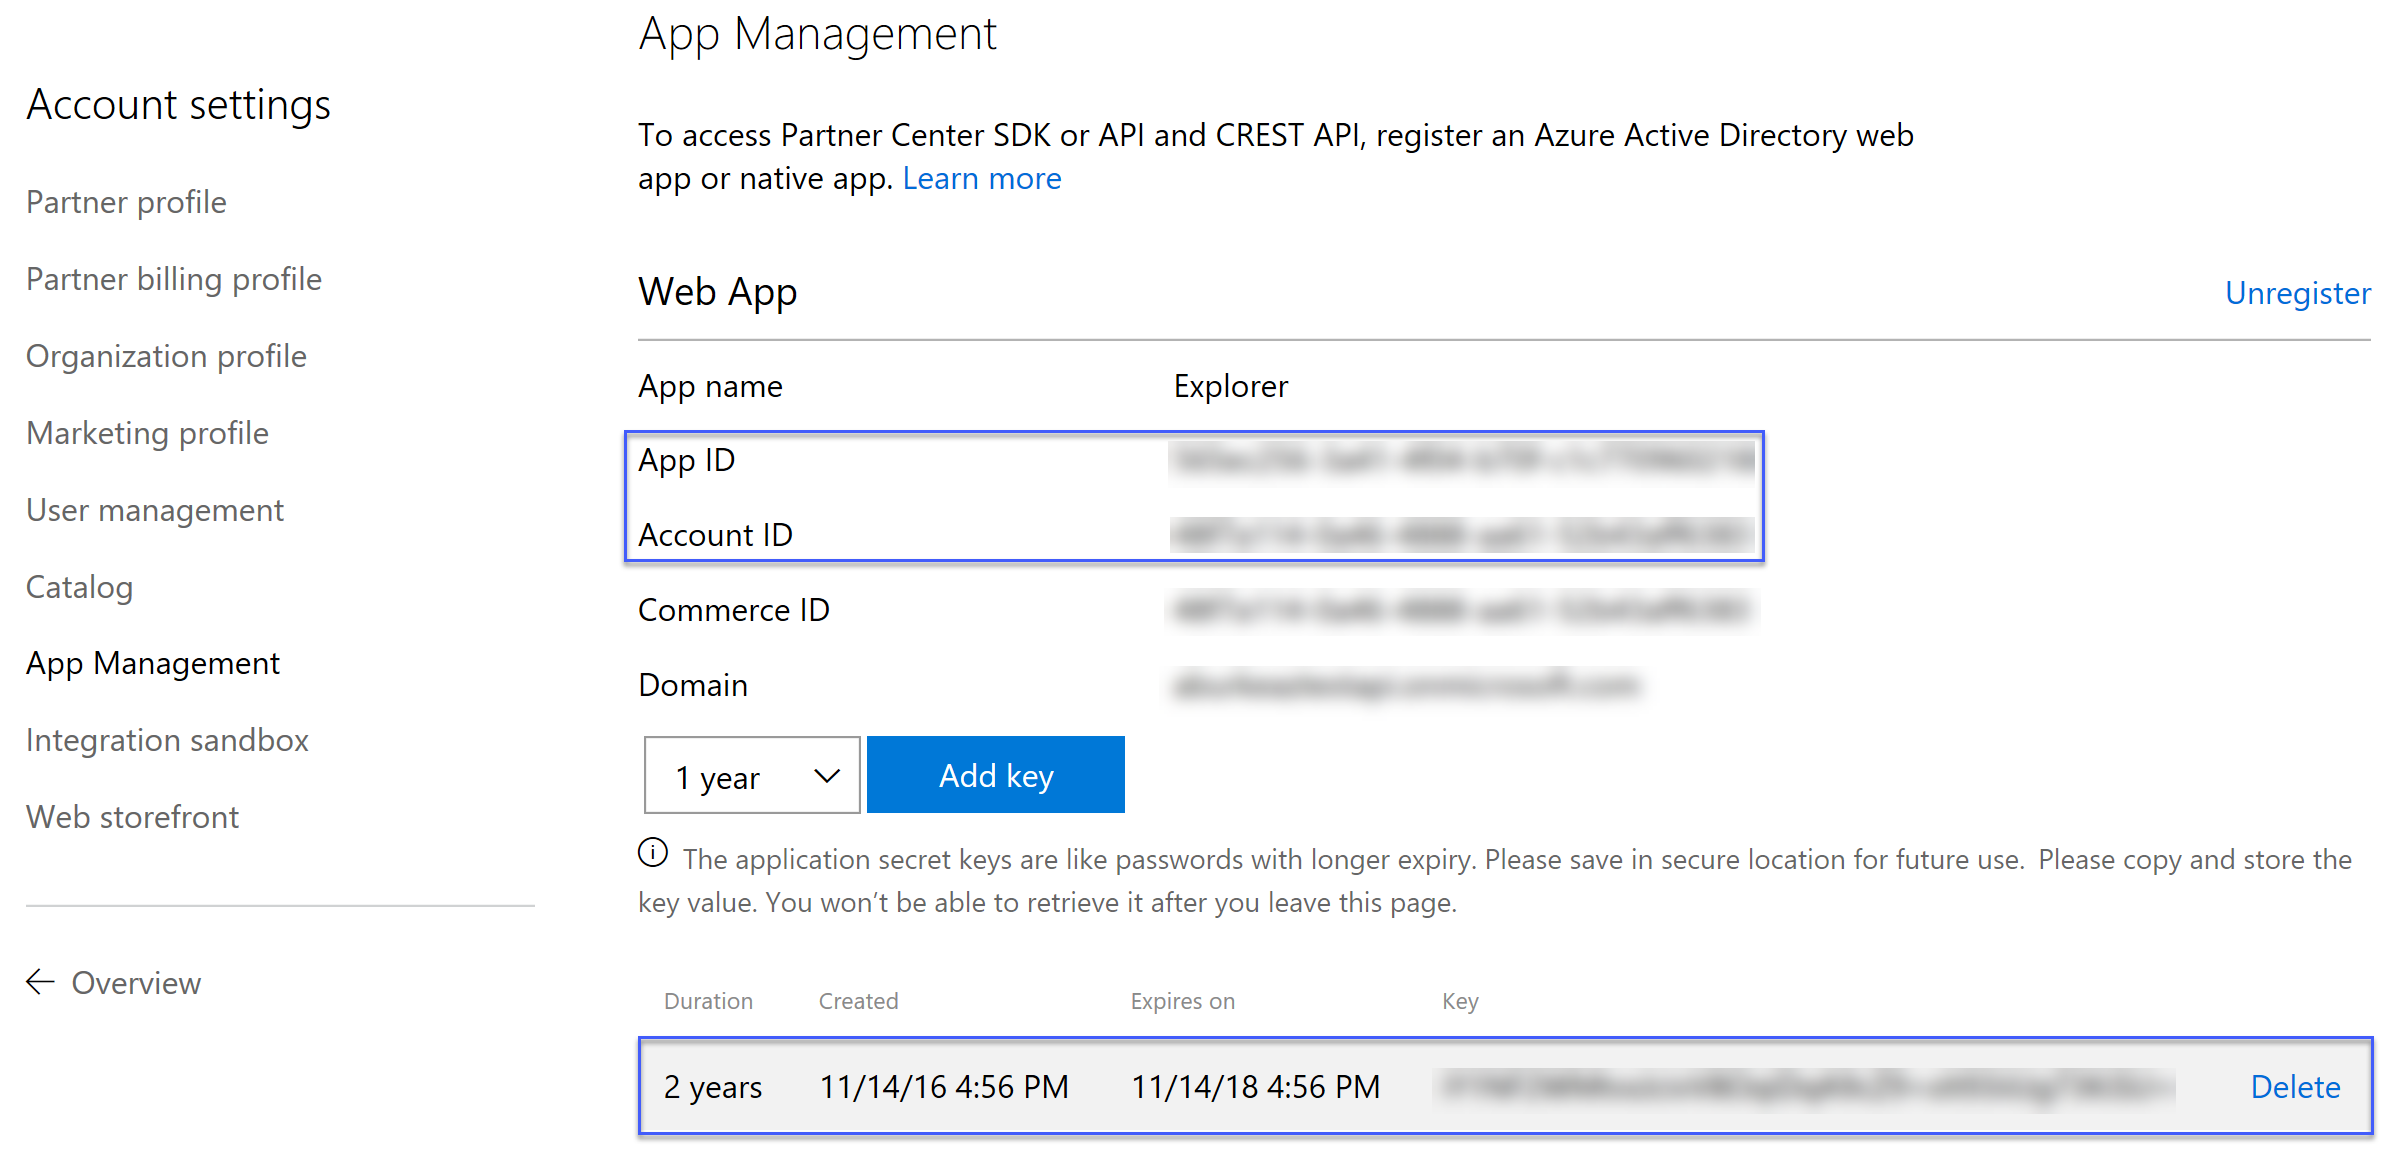 App Management
Account settings
Partner profile
Partner billing profile
Organization profile
Marketing profile
User management
Catalog
App Management
Integration sandbox
Web storefront
Overview
To access Partner Center SDK or API and CREST API, register an Azure Active Directory web
app or native app. Learn more
Web App Unregister
App name Explorer
App ID
Account ID
Commerce ID
Domain
1 year Add key
The application secret keys are like passwords with longer expiry. Please save in secure location for future use. Please copy and store the
key value. You won’t be able to retrieve it after you leave this page.
Duration Created Expires on Key
2 years 11/14/16 4:56 PM 11/14/18 4:56 PM Delete